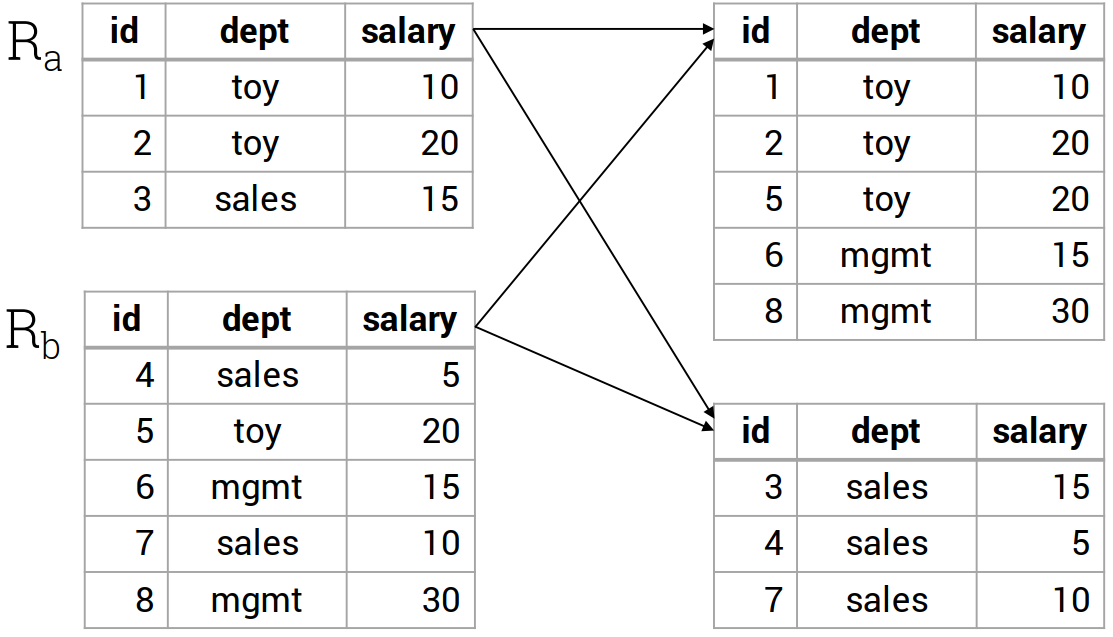 Ra
id dept salary
1 toy 10
2 toy 20
3 sales 15
Rb
id dept salary
4 sales 5
5 toy 20
6 mgmt 15
7 sales 10
8 mgmt 30
id dept salary
1 toy 10
2 toy 20
5 toy 20
6 mgmt 15
8 mgmt 30
id dept salary
3 sales 15
4 sales 5
7 sales 10